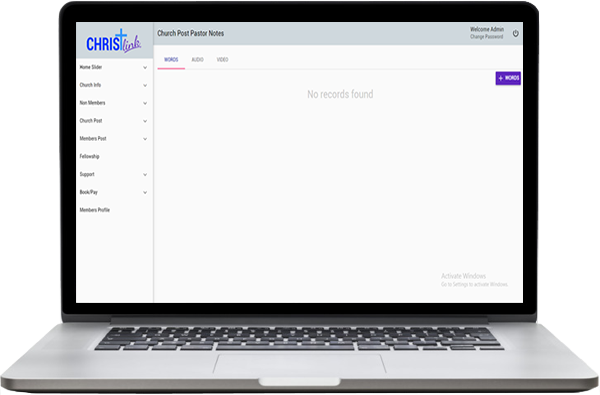 CHRISTlink
Church Post Pastor Notes
Welcome Admin
Change Password
Home Slider
Church Info
Non Members
Church Post
Members Post
Fellowship
Support
Book/Pay
Members Profile
WORDS AUDIO VIDEO
+ WORDS
No records found
Activate Windows
Go to Settings to activate Windows.